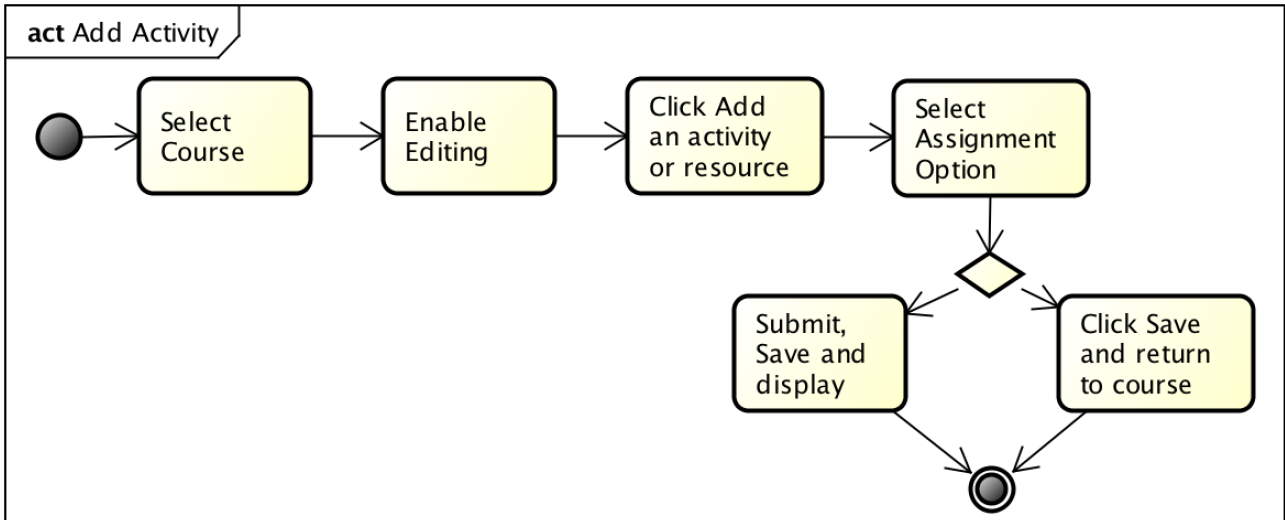 act Add Activity
Select
Course
Enable
Editing
Click Add
an activity
or resource
Select
Assignment
Option
Submit,
Save and
display
Click Save
and return
to course